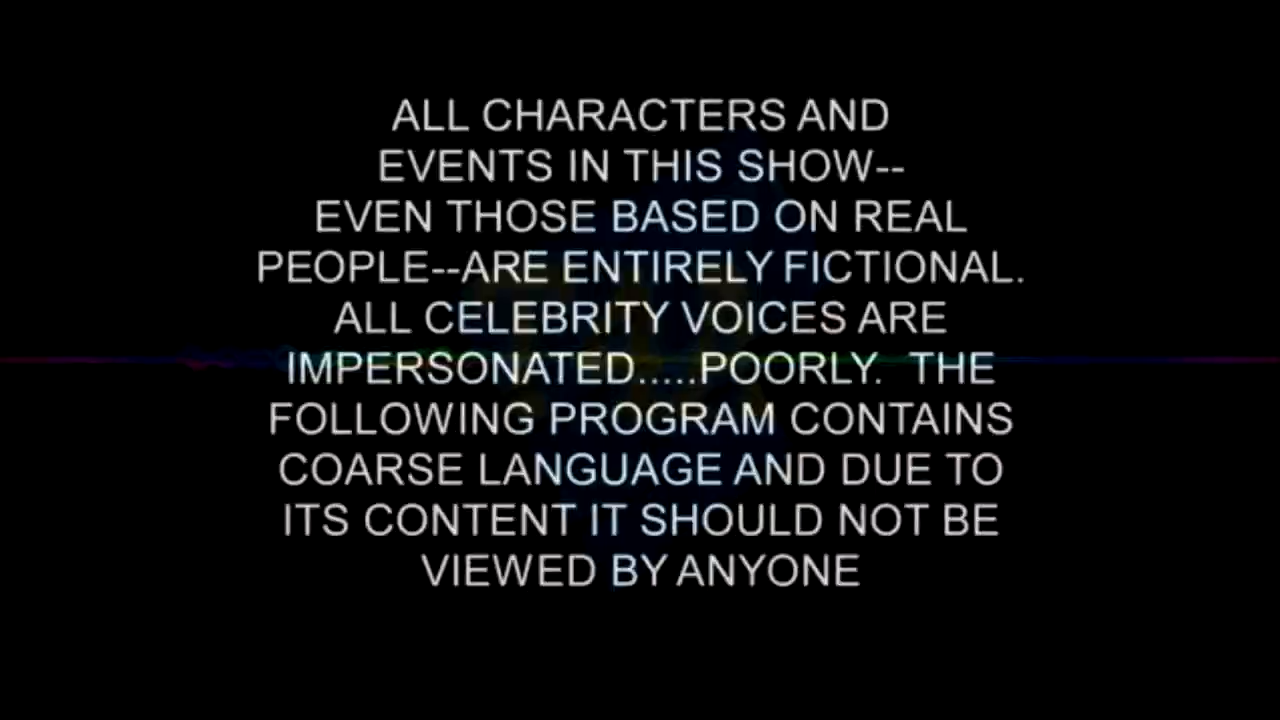 ALL CHARACTERS AND
EVENTS IN THIS SHOW--
EVEN THOSE BASED ON REAL
PEOPLE--ARE ENTIRELY FICTIONAL.
ALL CELEBRITY VOICES ARE
IMPERSONATED.....POORLY.  THE
FOLLOWING PROGRAM CONTAINS
COARSE LANGUAGE AND DUE TO
ITS CONTENT IT SHOULD NOT BE
VIEWED BY ANYONE